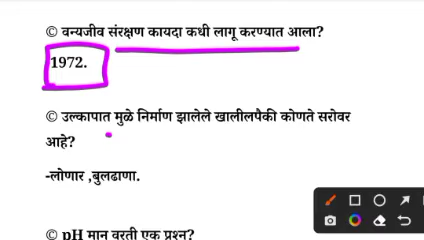 © वन्यजीव संरक्षण कायदा कधी लागू करण्यात आला?
1972.
© उल्कापात मुळे निर्माण झालेले खालीलपैकी कोणते सरोवर
आहे?
-लोणार ,बुलढाणा.
© pH मान वरती एक प्रश्न?